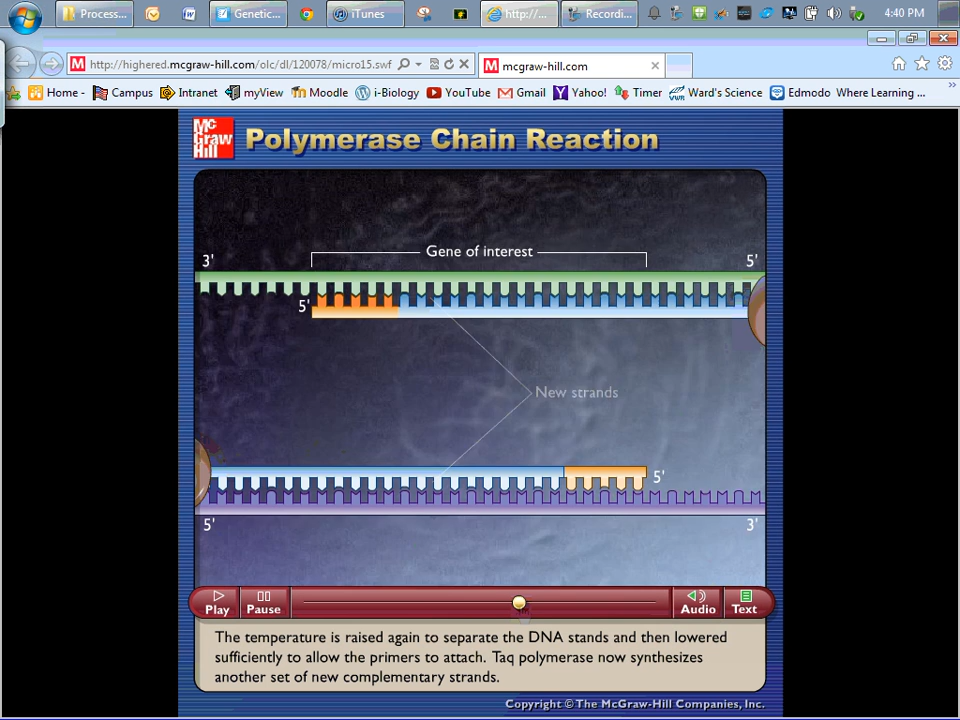 Process...
Genetic...
iTunes
http://...
Recordi...
4:40 PM
http://highered.mcgraw-hill.com/olc/dl/120078/micro15.swf
mcgraw-hill.com
Home - Campus Intranet myView Moodle i-Biology YouTube Gmail Yahoo! Timer Ward's Science Edmodo Where Learning ...
Mc
Graw
Hill
Polymerase Chain Reaction
Gene of interest
3' 5'
5'
New strands
5'
5' 3'
Play Pause Audio Text
The temperature is raised again to separate the DNA stands and then lowered
sufficiently to allow the primers to attach. Taq polymerase now synthesizes
another set of new complementary strands.
Copyright © The McGraw-Hill Companies, Inc.